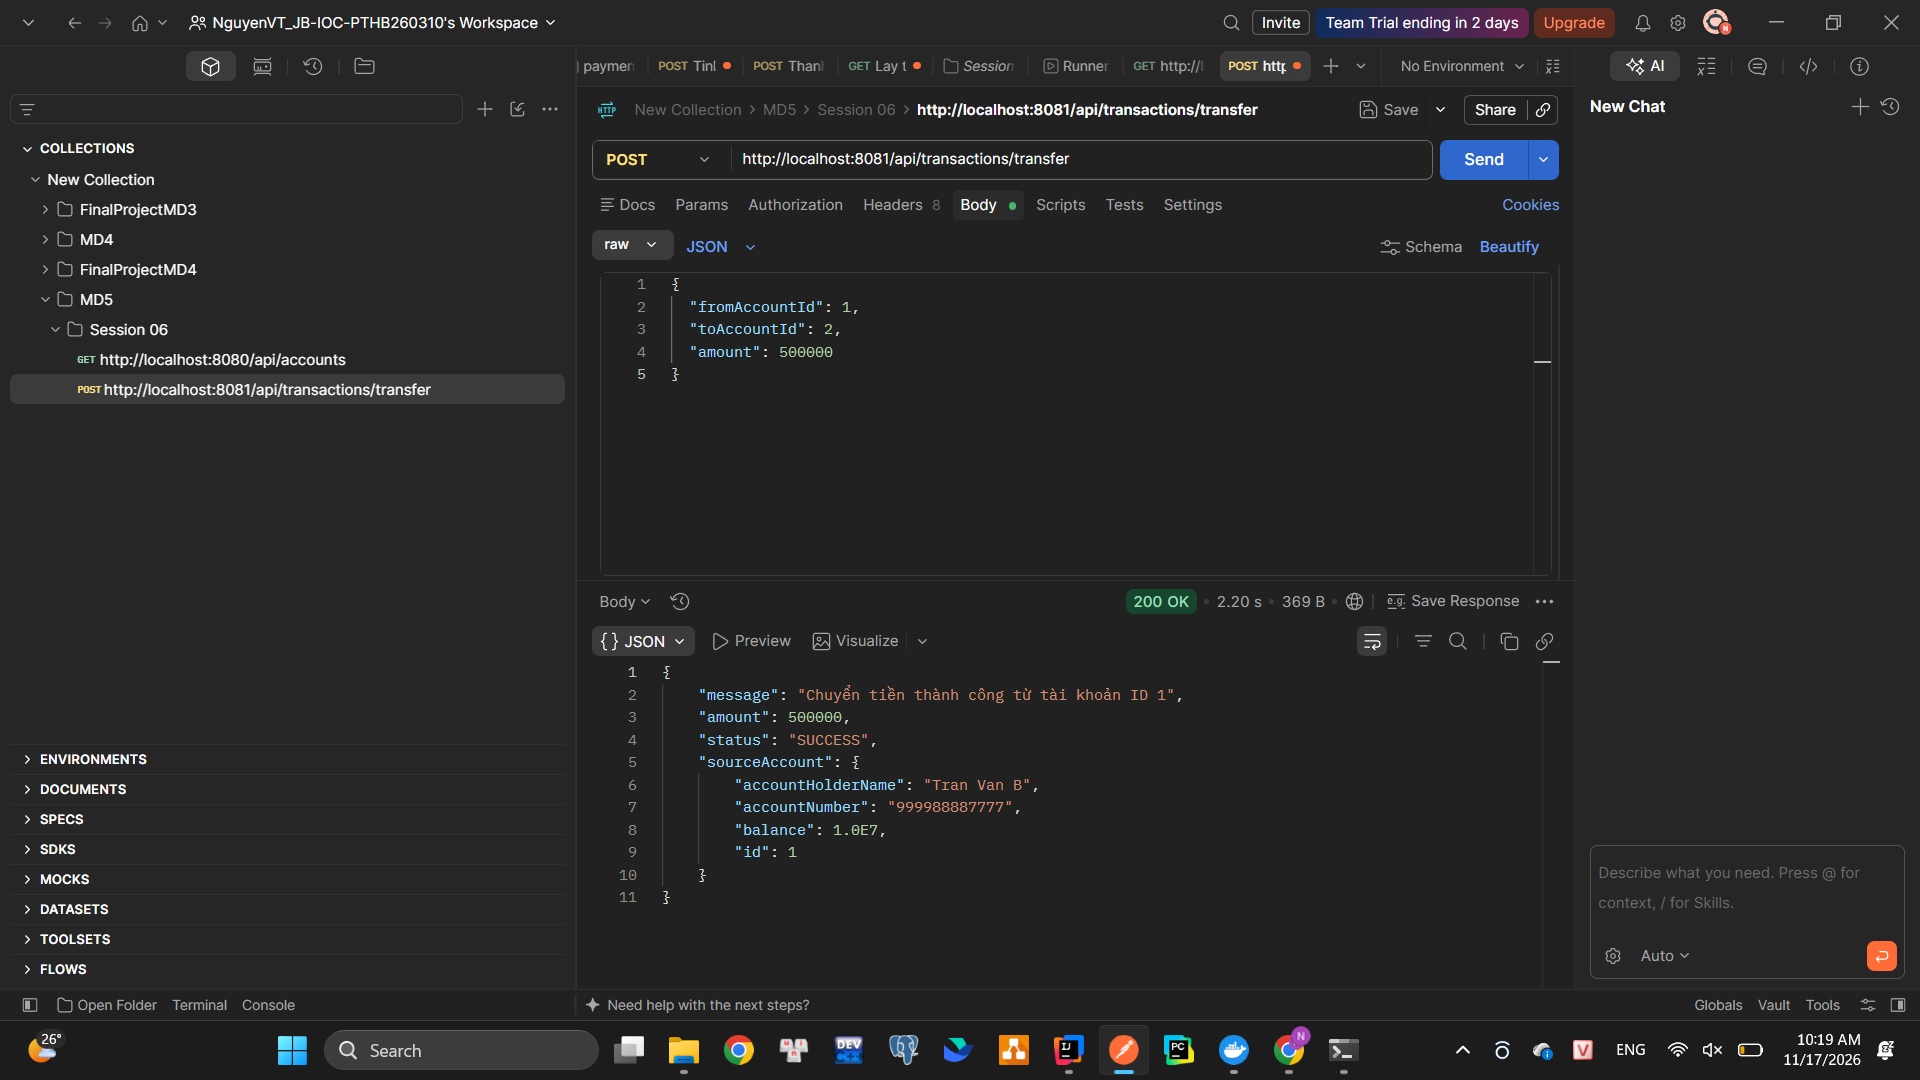 NguyenVT_JB-IOC-PTHB260310's Workspace
Invite
Team Trial ending in 2 days
Upgrade
paymen
POST Tinl
POST Than
GET Lay t
Session
Runner
GET http://l
POST http
No Environment
AI
New Collection > MD5 > Session 06 > http://localhost:8081/api/transactions/transfer
Save
Share
New Chat
COLLECTIONS
New Collection
FinalProjectMD3
MD4
FinalProjectMD4
MD5
Session 06
GET http://localhost:8080/api/accounts
POST http://localhost:8081/api/transactions/transfer
POST
http://localhost:8081/api/transactions/transfer
Send
Docs
Params
Authorization
Headers 8
Body
Scripts
Tests
Settings
Cookies
raw
JSON
Schema
Beautify
1 {
2 "fromAccountId": 1,
3 "toAccountId": 2,
4 "amount": 500000
5 }
Body
200 OK
2.20 s
369 B
e.g. Save Response
{} JSON
Preview
Visualize
1 {
2 "message": "Chuyển tiền thành công từ tài khoản ID 1",
3 "amount": 500000,
4 "status": "SUCCESS",
5 "sourceAccount": {
6 "accountHolderName": "Tran Van B",
7 "accountNumber": "999988887777",
8 "balance": 1.0E7,
9 "id": 1
10 }
11 }
ENVIRONMENTS
DOCUMENTS
SPECS
SDKS
MOCKS
DATASETS
TOOLSETS
FLOWS
Describe what you need. Press @ for
context, / for Skills.
Auto
Open Folder
Terminal
Console
Need help with the next steps?
Globals
Vault
Tools
26°
Search
DEV
IJ
PC
N
V
ENG
10:19 AM
11/17/2026